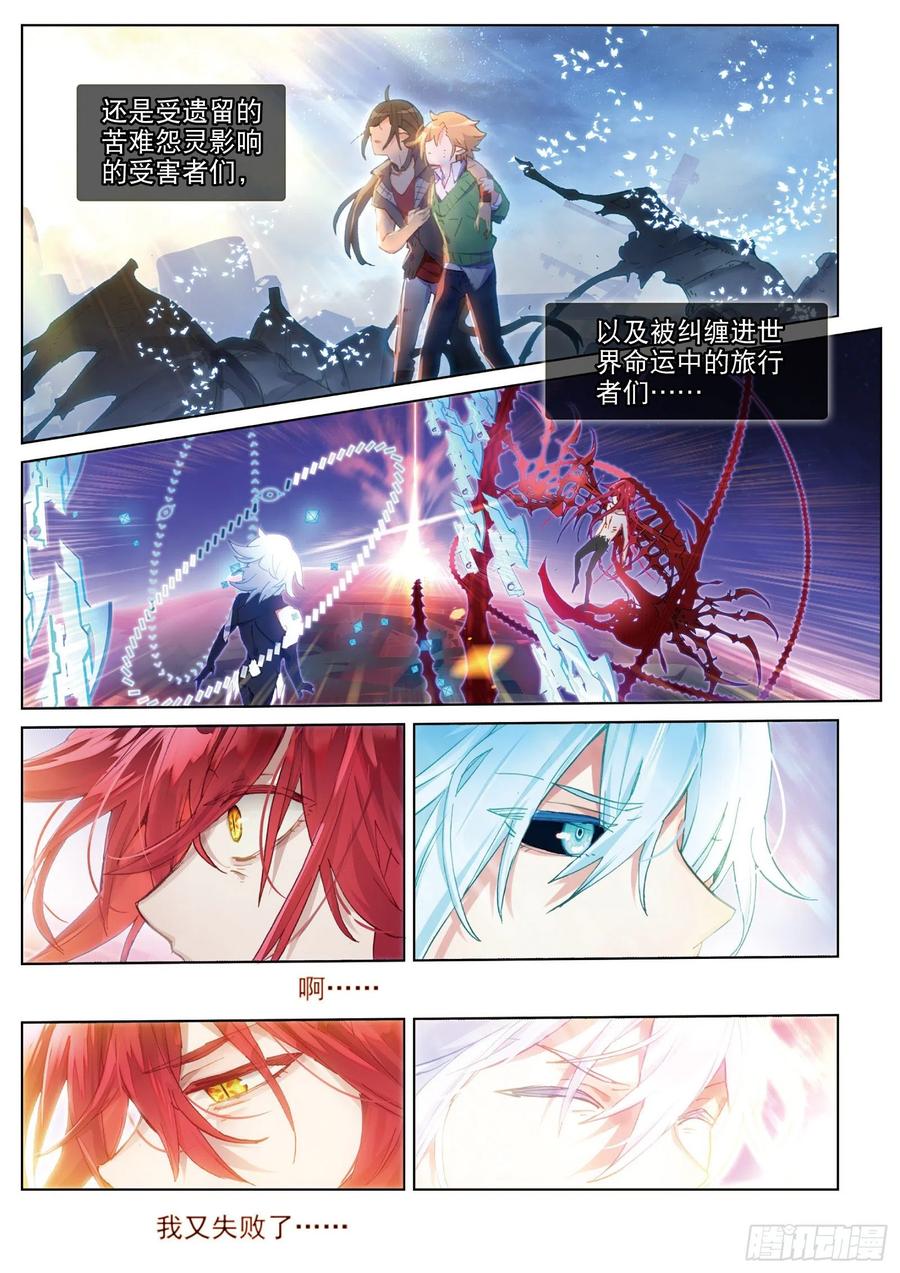 还是受遗留的
苦难怨灵影响
的受害者们，
以及被纠缠进世
界命运中的旅行
者们……
啊……
我又失败了……
腾讯动漫